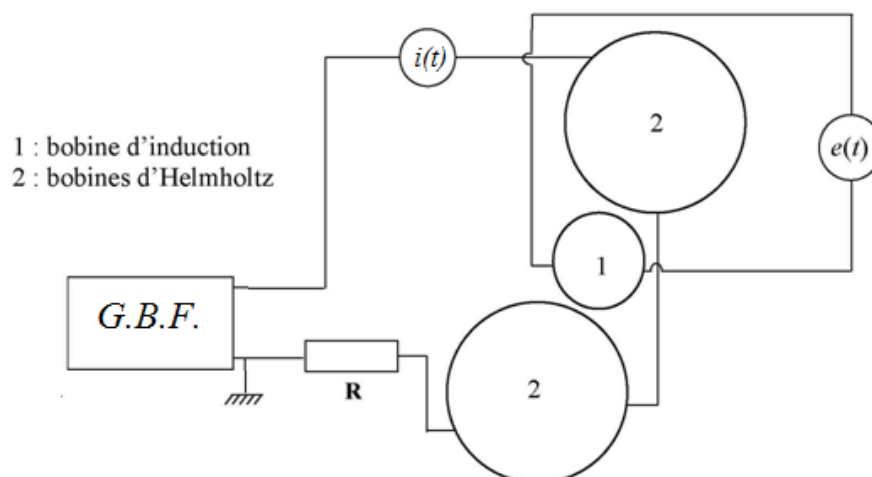 i(t)
2
1 : bobine d'induction
2 : bobines d'Helmholtz
e(t)
1
G.B.F.
R
2